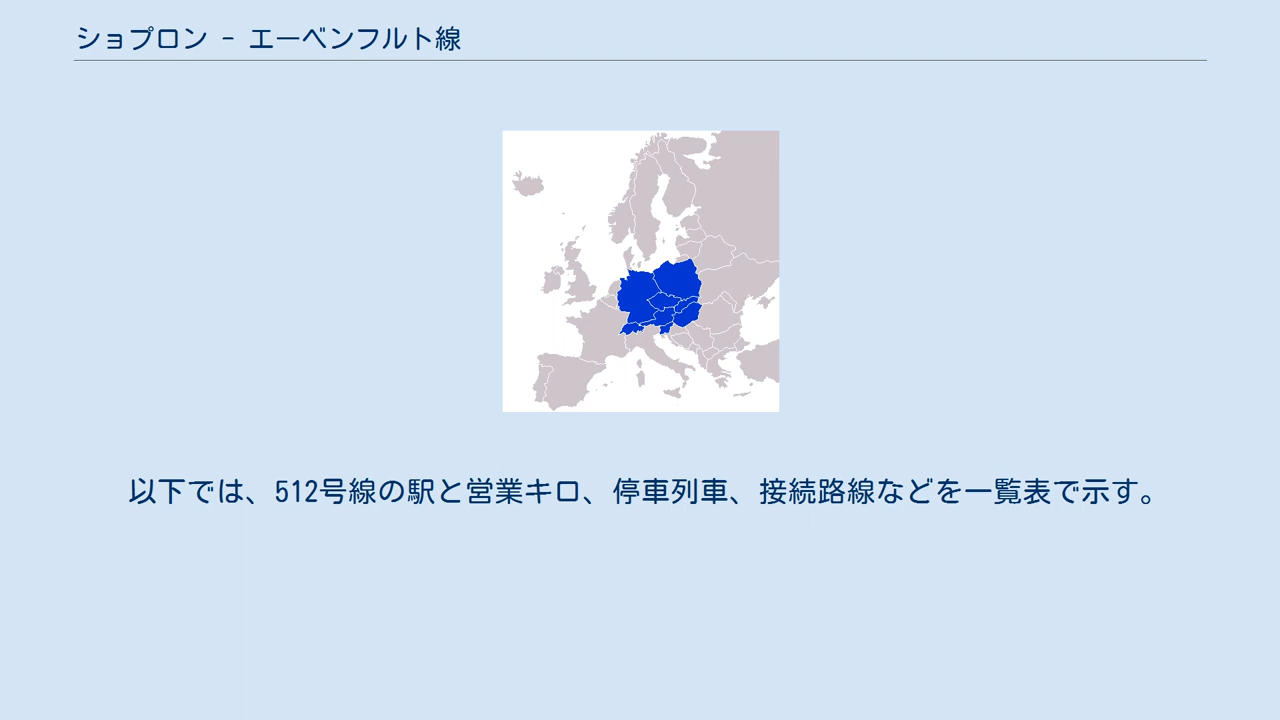 ショプロン - エーベンフルト線
以下では、512号線の駅と営業キロ、停車列車、接続路線などを一覧表で示す。